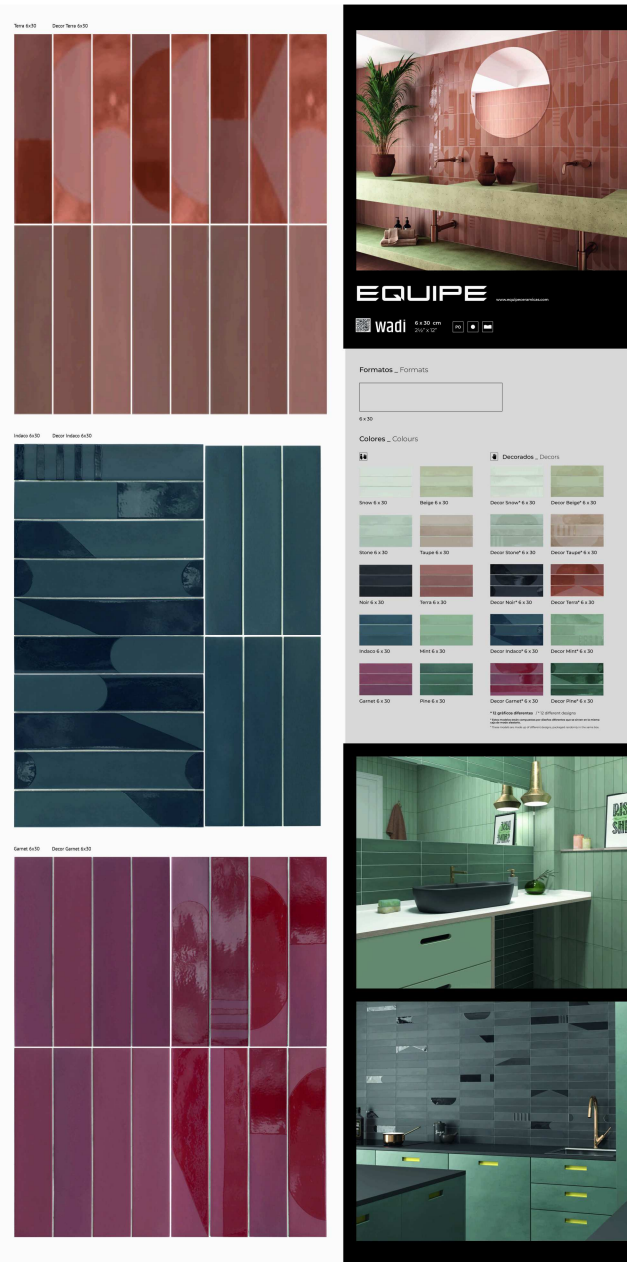 Terra 6x30 Decor Terra 6x30
Indaco 6x30 Decor Indaco 6x30
Garnet 6x30 Decor Garnet 6x30
EQUIPE www.equipeceramicas.com
wadi 6 x 30 cm
2½" x 12"
PO
Formatos _ Formats
6 x 30
Colores _ Colours
Decorados _ Decors
Snow 6 x 30 Beige 6 x 30 Decor Snow* 6 x 30 Decor Beige* 6 x 30
Stone 6 x 30 Taupe 6 x 30 Decor Stone* 6 x 30 Decor Taupe* 6 x 30
Noir 6 x 30 Terra 6 x 30 Decor Noir* 6 x 30 Decor Terra* 6 x 30
Indaco 6 x 30 Mint 6 x 30 Decor Indaco* 6 x 30 Decor Mint* 6 x 30
Garnet 6 x 30 Pine 6 x 30 Decor Garnet* 6 x 30 Decor Pine* 6 x 30
* 12 gráficos diferentes / * 12 different designs